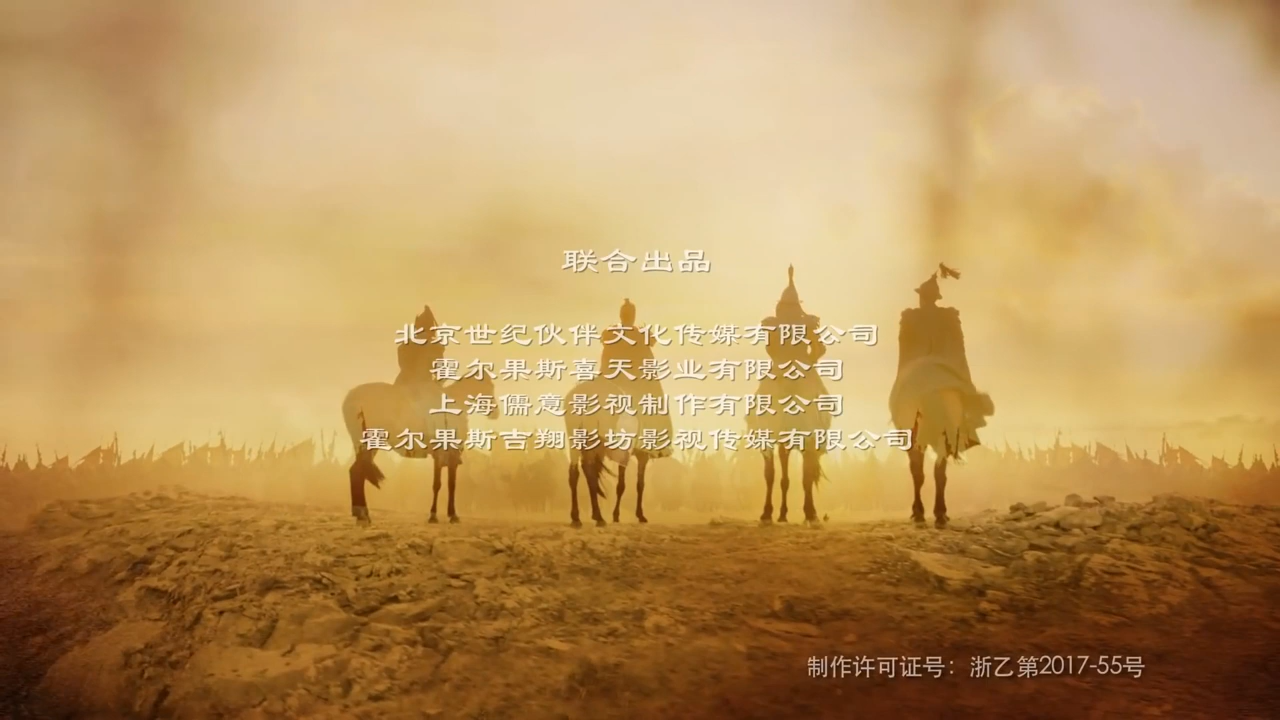 联合出品
北京世纪伙伴文化传媒有限公司
霍尔果斯喜天影业有限公司
上海儒意影视制作有限公司
霍尔果斯吉翔影坊影视传媒有限公司
制作许可证号：浙乙第2017-55号